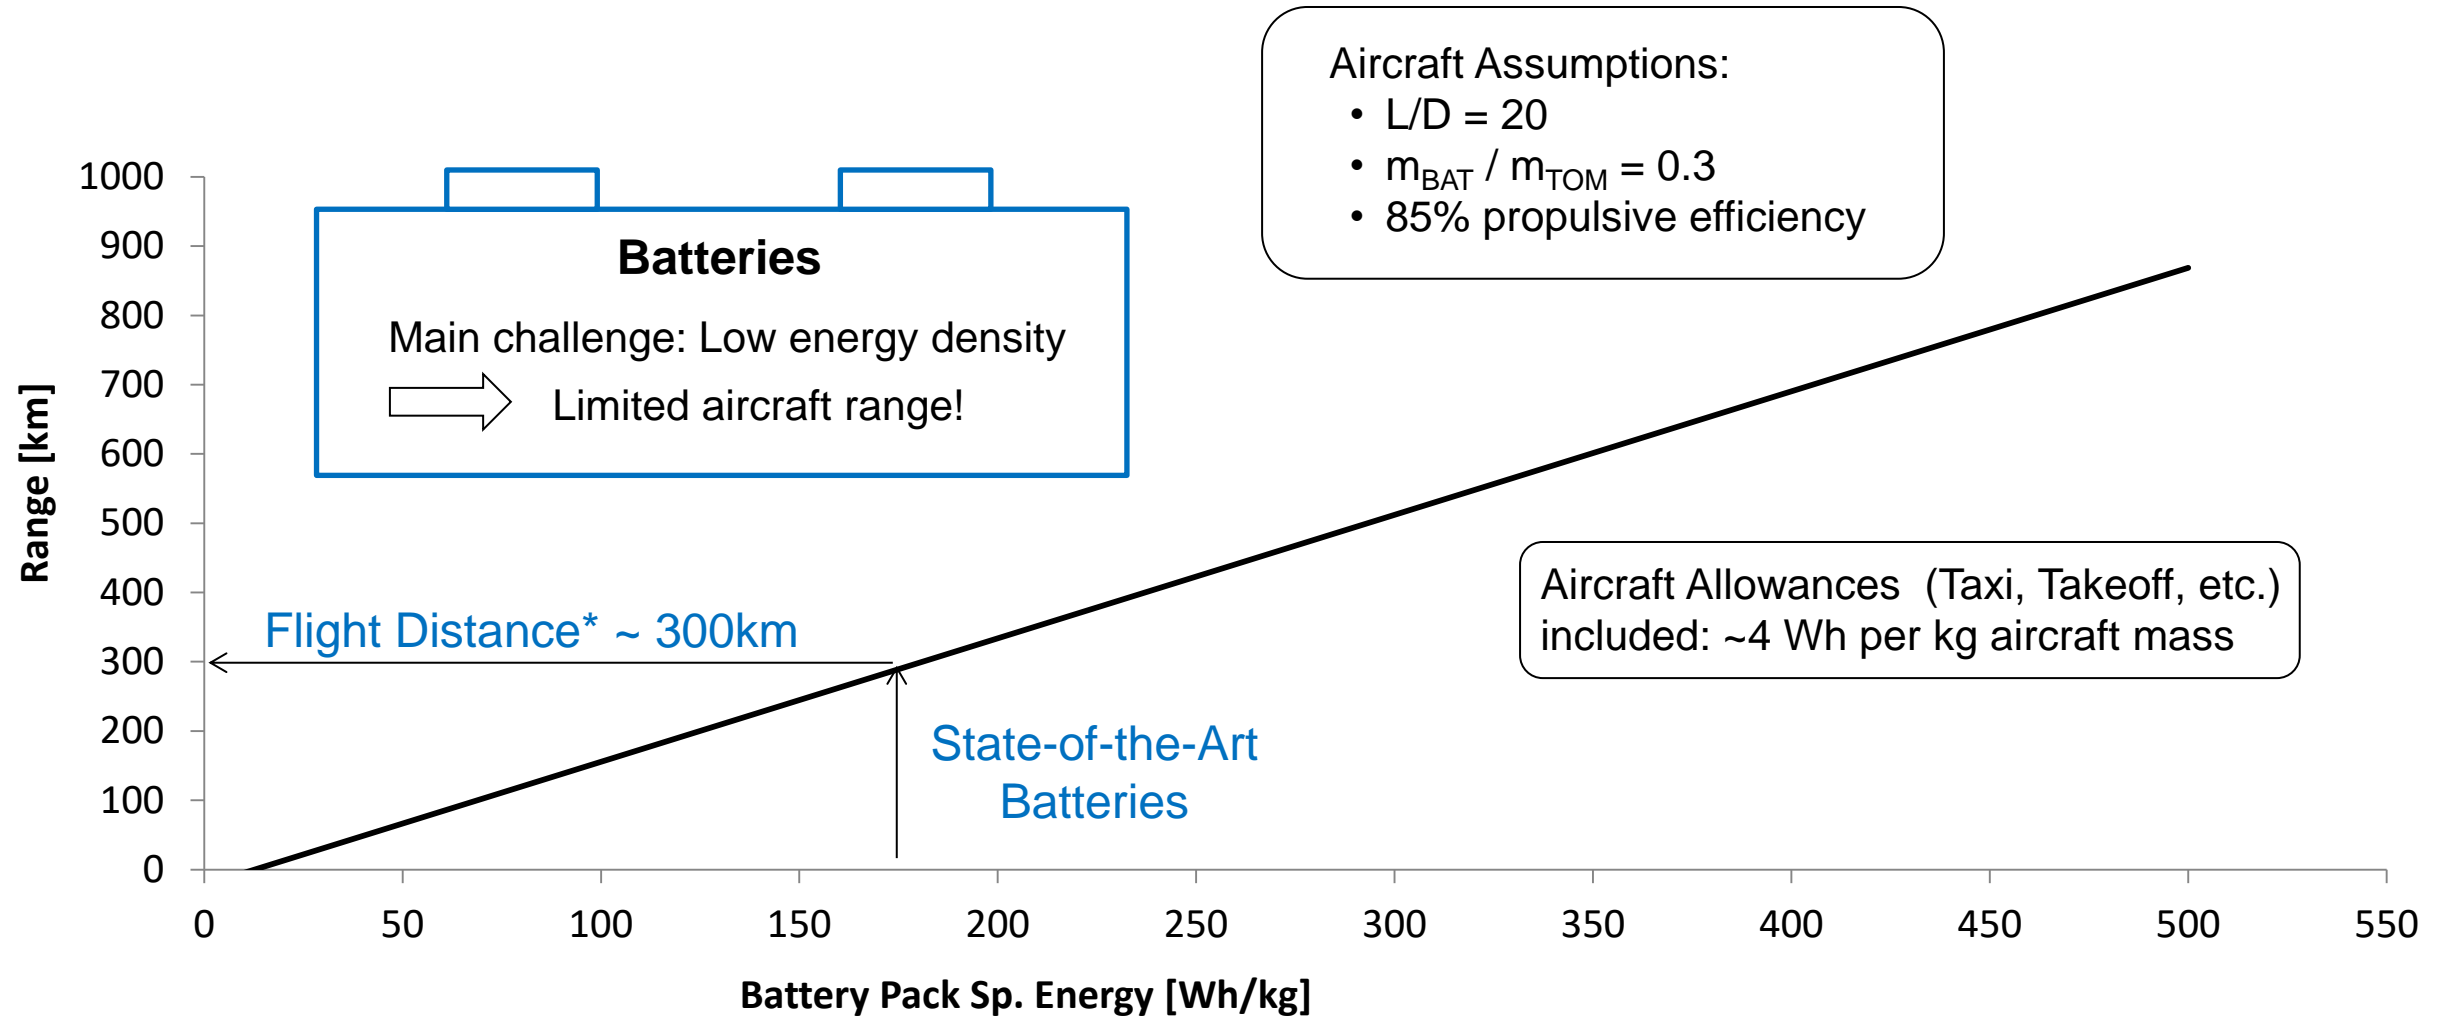 Aircraft Assumptions:
• L/D = 20
• mBAT / mTOM = 0.3
• 85% propulsive efficiency
Batteries
Main challenge: Low energy density
Limited aircraft range!
Range [km]
1000
900
800
700
600
500
400
300
200
100
0
Flight Distance* ~ 300km
State-of-the-Art
Batteries
Aircraft Allowances (Taxi, Takeoff, etc.)
included: ~4 Wh per kg aircraft mass
0 50 100 150 200 250 300 350 400 450 500 550
Battery Pack Sp. Energy [Wh/kg]